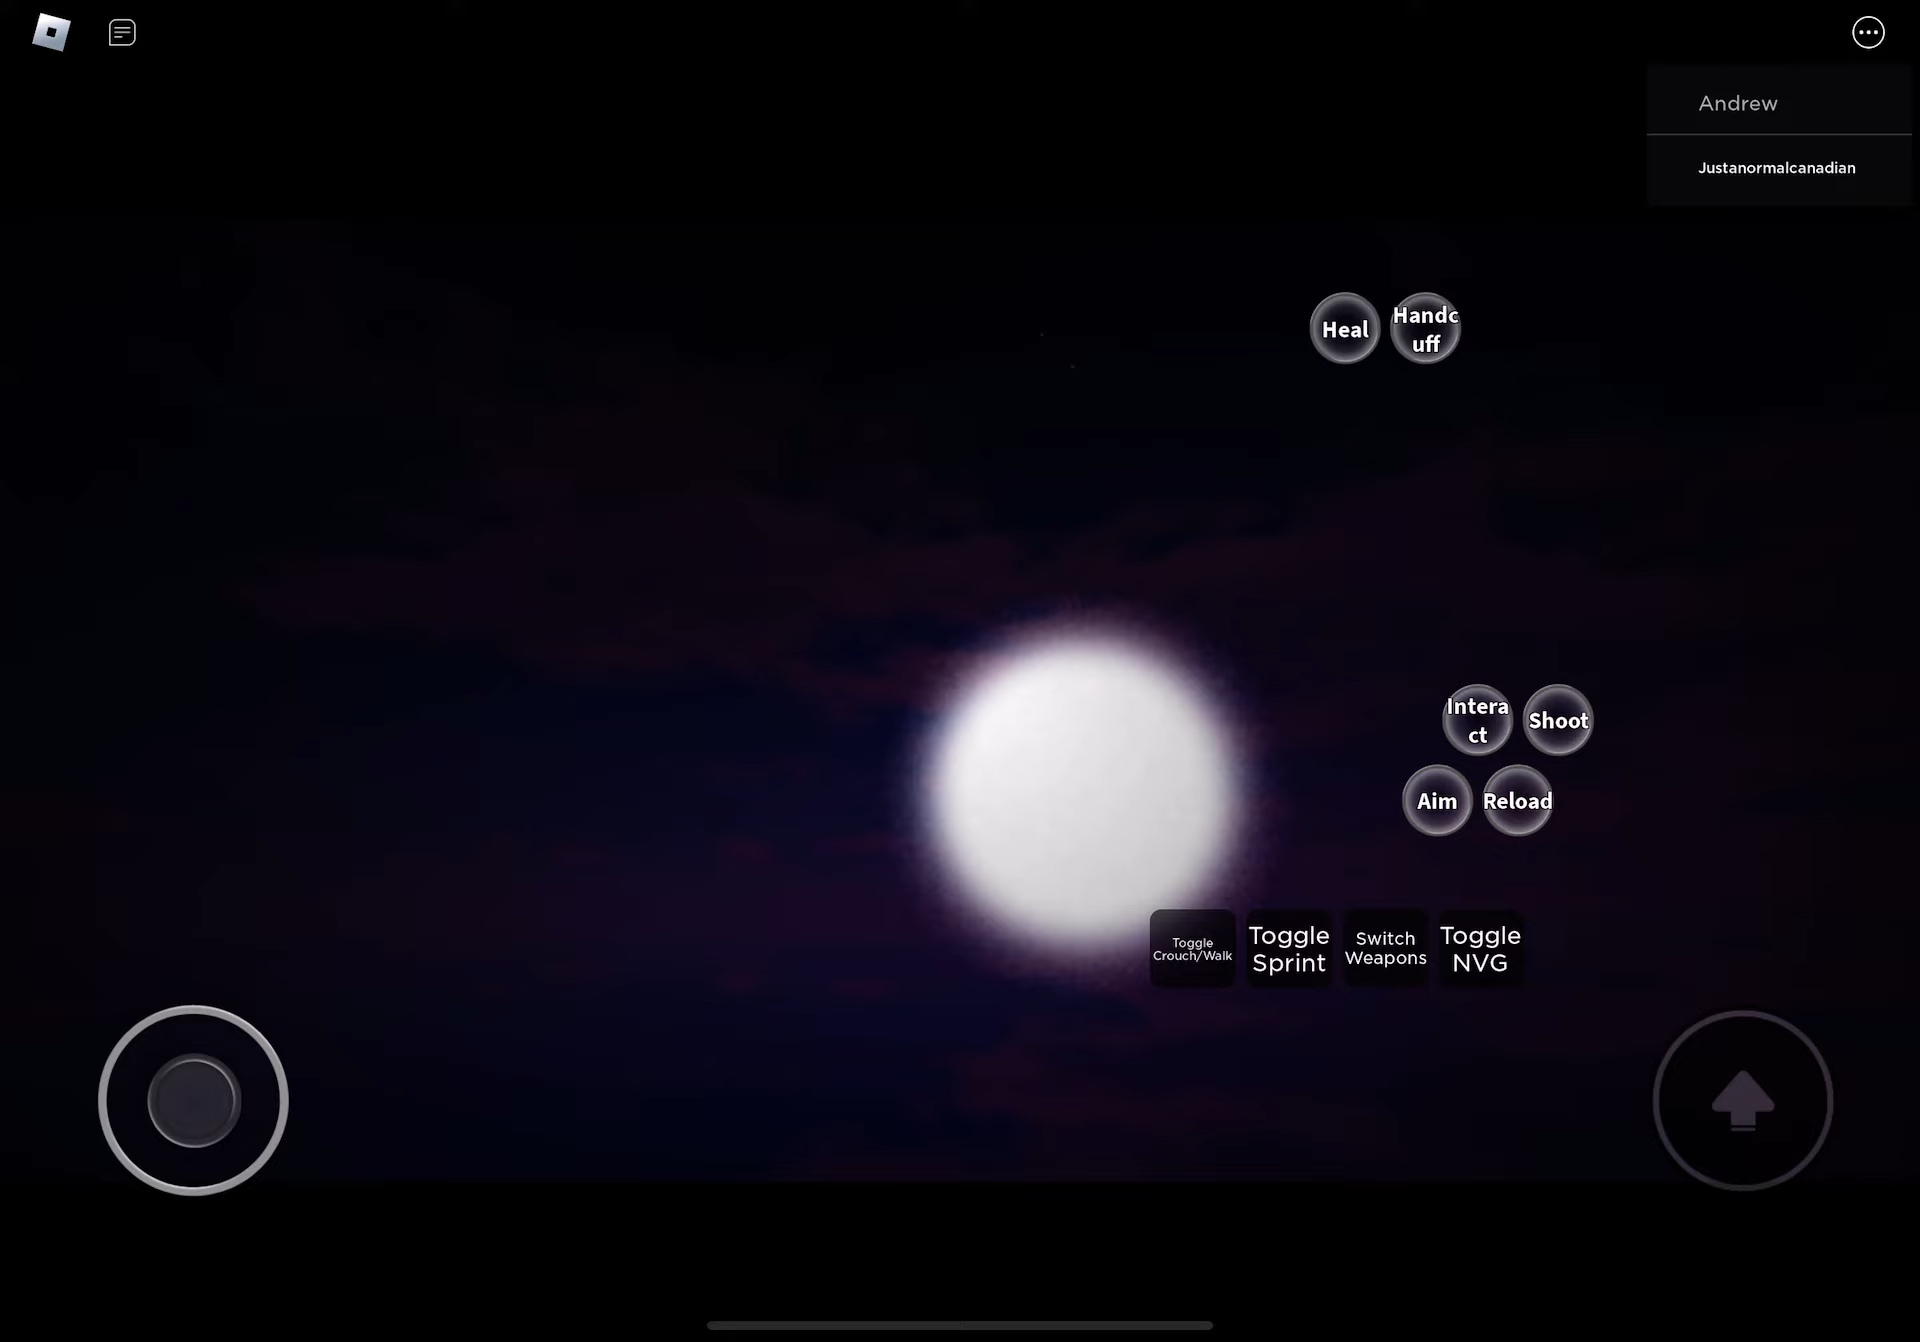 Andrew
Justanormalcanadian
Heal
Handc
uff
Intera
ct
Shoot
Aim
Reload
Toggle
Crouch/Walk
Toggle
Sprint
Switch
Weapons
Toggle
NVG